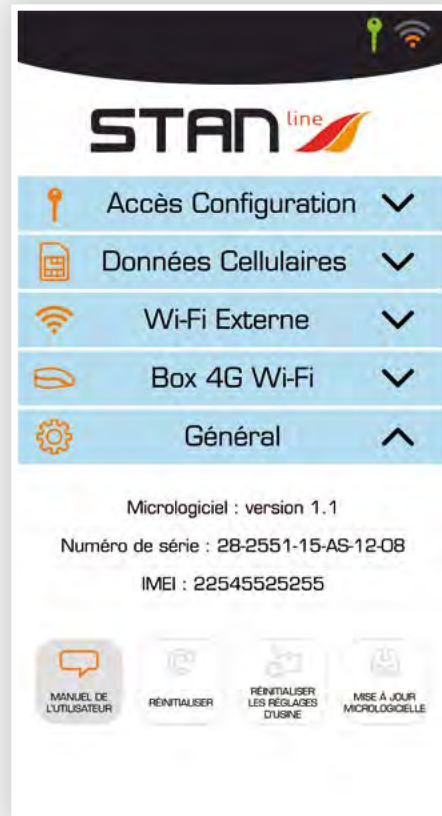 STAN line
Accès Configuration
Données Cellulaires
Wi-Fi Externe
Box 4G Wi-Fi
Général
Micrologiciel : version 1.1
Numéro de série : 28-2551-15-AS-12-08
IMEI : 22545525255
MANUEL DE
L'UTILISATEUR
RÉINITIALISER
RÉINITIALISER
LES RÉGLAGES
D'USINE
MISE À JOUR
MICROLOGICIELLE